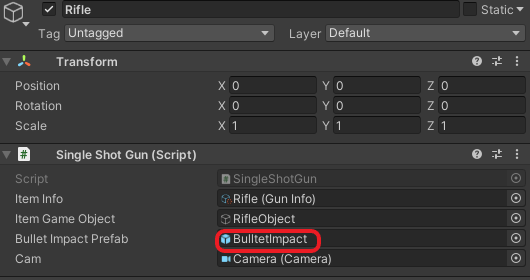 Rifle Static
Tag Untagged Layer Default
Transform
Position X 0 Y 0 Z 0
Rotation X 0 Y 0 Z 0
Scale X 1 Y 1 Z 1
# Single Shot Gun (Script)
Script # SingleShotGun
Item Info Rifle (Gun Info)
Item Game Object RifleObject
Bullet Impact Prefab BulltetImpact
Cam Camera (Camera)